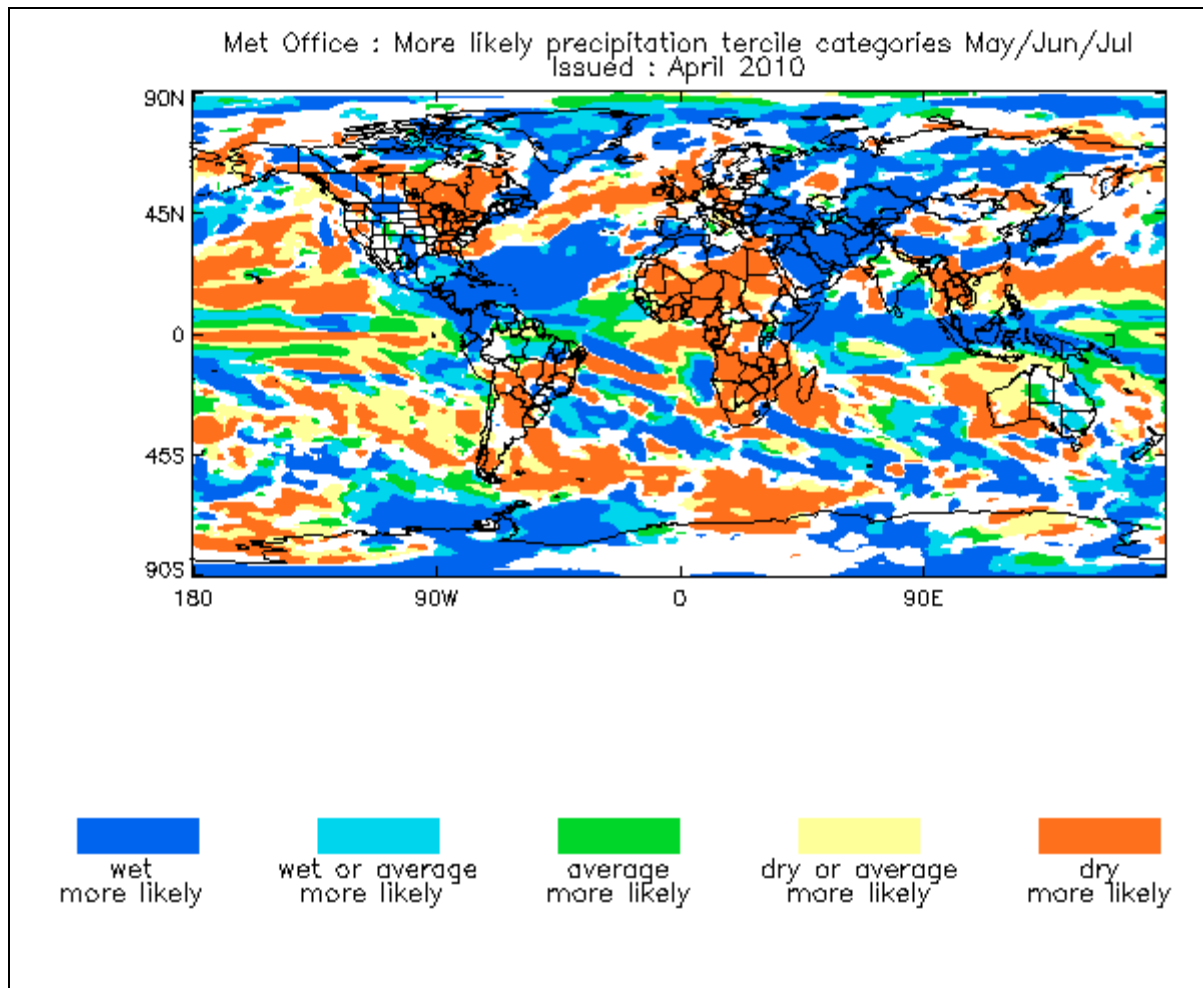 Met Office : More likely precipitation tercile categories May/Jun/Jul
Issued : April 2010
90N
45N
0
45S
90S
180 90W 0 90E
wet
more likely
wet or average
more likely
average
more likely
dry or average
more likely
dry
more likely